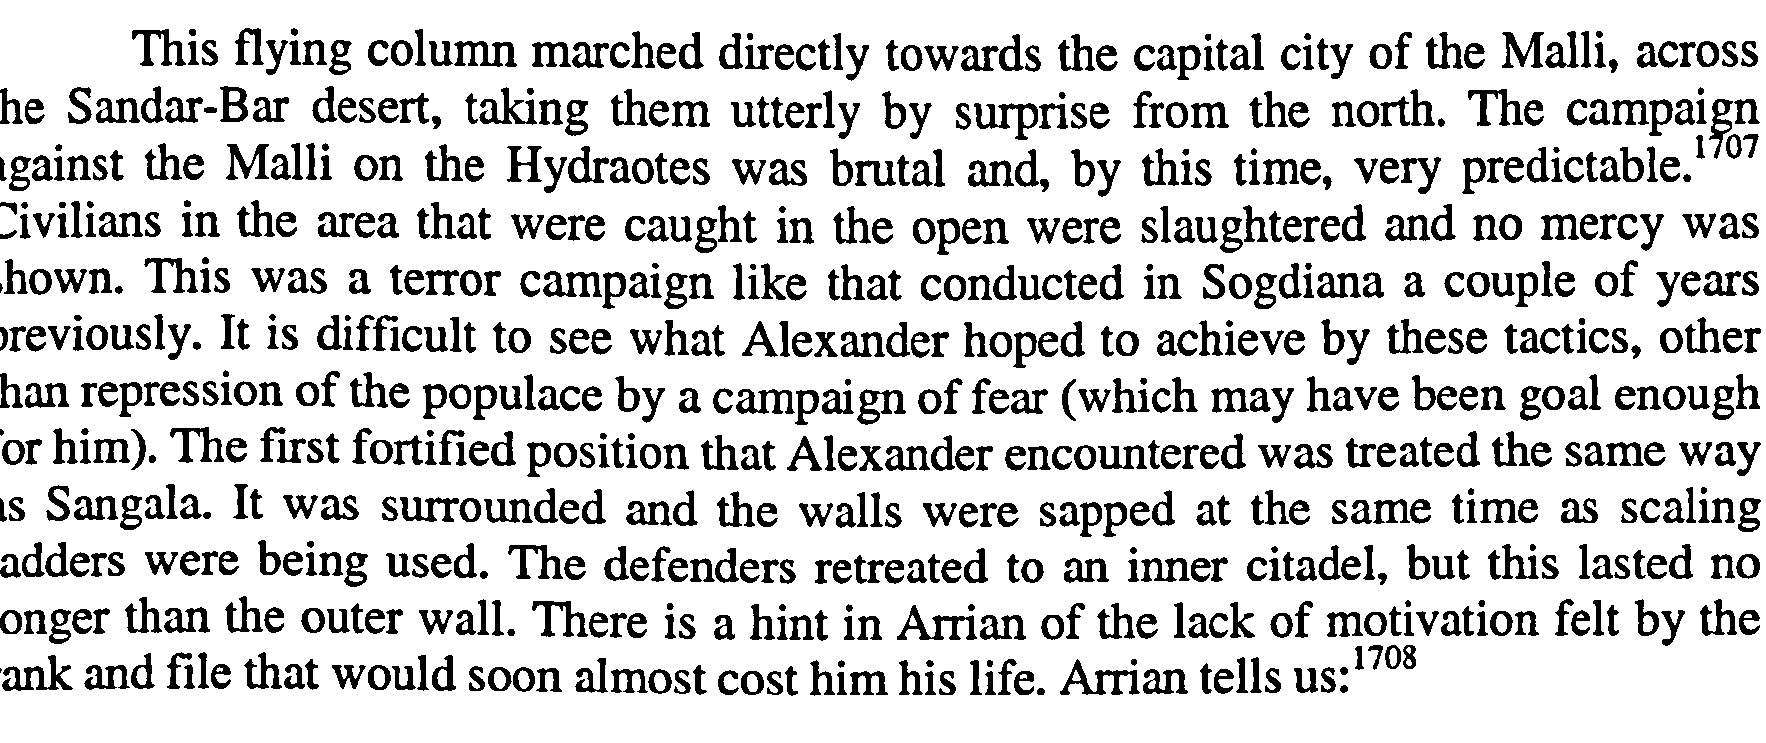 This flying column marched directly towards the capital city of the Malli, across
he Sandar-Bar desert, taking them utterly by surprise from the north. The campaign
gainst the Malli on the Hydraotes was brutal and, by this time, very predictable.1707
Civilians in the area that were caught in the open were slaughtered and no mercy was
hown. This was a terror campaign like that conducted in Sogdiana a couple of years
previously. It is difficult to see what Alexander hoped to achieve by these tactics, other
han repression of the populace by a campaign of fear (which may have been goal enough
or him). The first fortified position that Alexander encountered was treated the same way
as Sangala. It was surrounded and the walls were sapped at the same time as scaling
adders were being used. The defenders retreated to an inner citadel, but this lasted no
onger than the outer wall. There is a hint in Arrian of the lack of motivation felt by the
rank and file that would soon almost cost him his life. Arrian tells us:1708